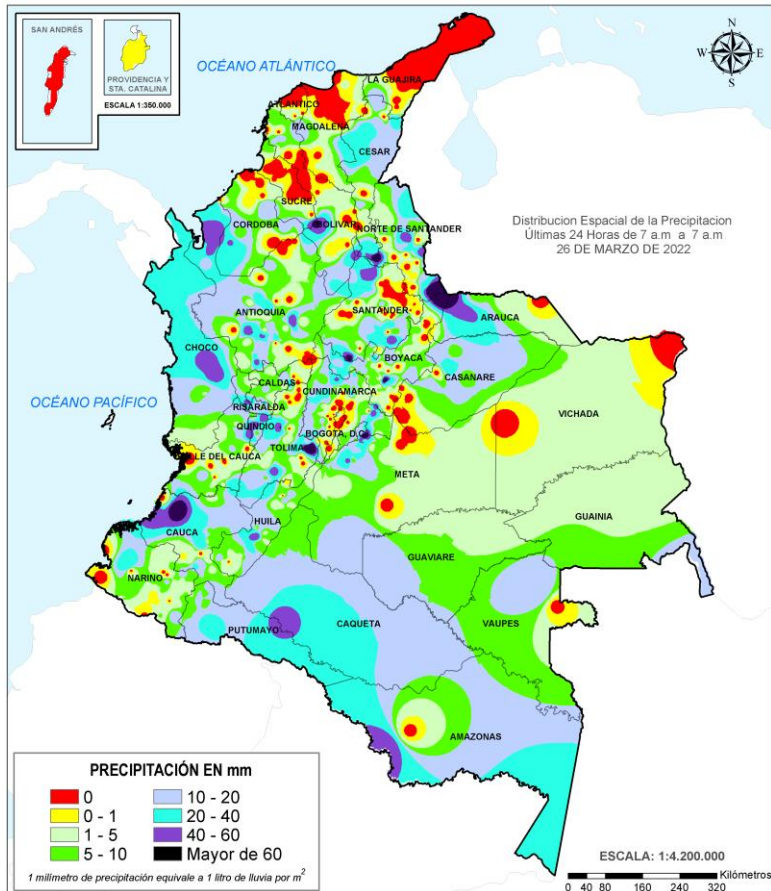 SAN ANDRÉS
PROVIDENCIA Y
STA. CATALINA
ESCALA 1:350.000
OCÉANO ATLÁNTICO
N
W
E
S
LA GUAJIRA
ATLANTICO
MAGDALENA
CESAR
SUCRE
CORDOBA
BOLIVAR
NORTE DE SANTANDER
Distribucion Espacial de la Precipitacion
Últimas 24 Horas de 7 a.m a 7 a.m
26 DE MARZO DE 2022
ANTIOQUIA
SANTANDER
ARAUCA
CHOCO
BOYACA
CASANARE
CALDAS
CUNDINAMARCA
OCÉANO PACÍFICO
RISARALDA
VICHADA
QUINDIO
BOGOTA, D.C.
TOLIMA
VALLE DEL CAUCA
META
GUAINIA
CAUCA
HUILA
GUAVIARE
NARIÑO
PUTUMAYO
CAQUETA
VAUPES
AMAZONAS
PRECIPITACIÓN EN mm
0
10 - 20
0 - 1
20 - 40
1 - 5
40 - 60
5 - 10
Mayor de 60
1 milímetro de precipitación equivale a 1 litro de lluvia por m²
ESCALA: 1:4.200.000
Kilómetros
0 40 80 160 240 320